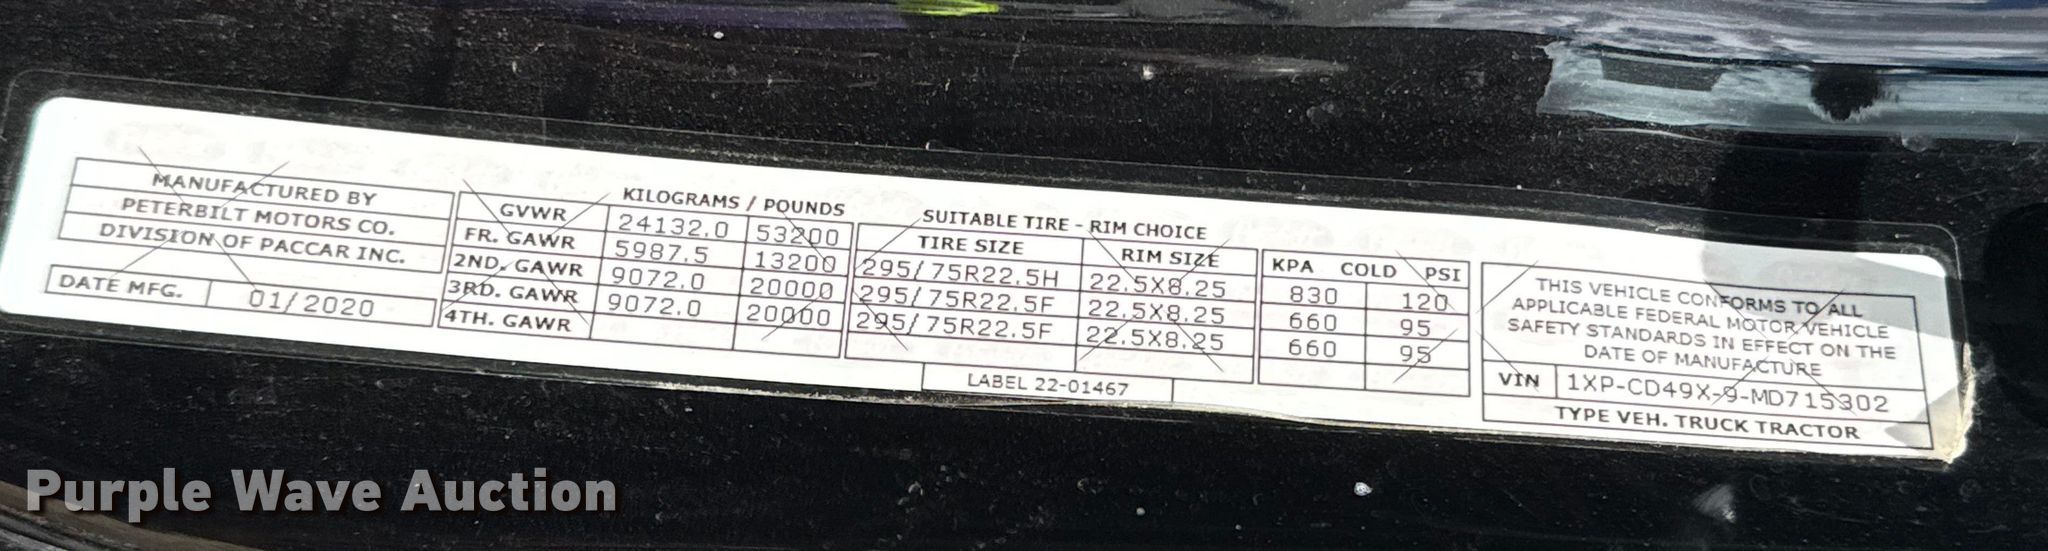 MANUFACTURED BY
PETERBILT MOTORS CO.
DIVISION OF PACCAR INC.
DATE MFG. 01/2020
KILOGRAMS / POUNDS
GVWR 24132.0 53200
FR. GAWR 5987.5 13200
2ND. GAWR 9072.0 20000
3RD. GAWR 9072.0 20000
4TH. GAWR
SUITABLE TIRE - RIM CHOICE
TIRE SIZE RIM SIZE
295/75R22.5H 22.5X8.25
295/75R22.5F 22.5X8.25
295/75R22.5F 22.5X8.25
KPA COLD PSI
830 120
660 95
660 95
LABEL 22-01467
THIS VEHICLE CONFORMS TO ALL
APPLICABLE FEDERAL MOTOR VEHICLE
SAFETY STANDARDS IN EFFECT ON THE
DATE OF MANUFACTURE
VIN 1XP-CD49X-9-MD715302
TYPE VEH. TRUCK TRACTOR
Purple Wave Auction